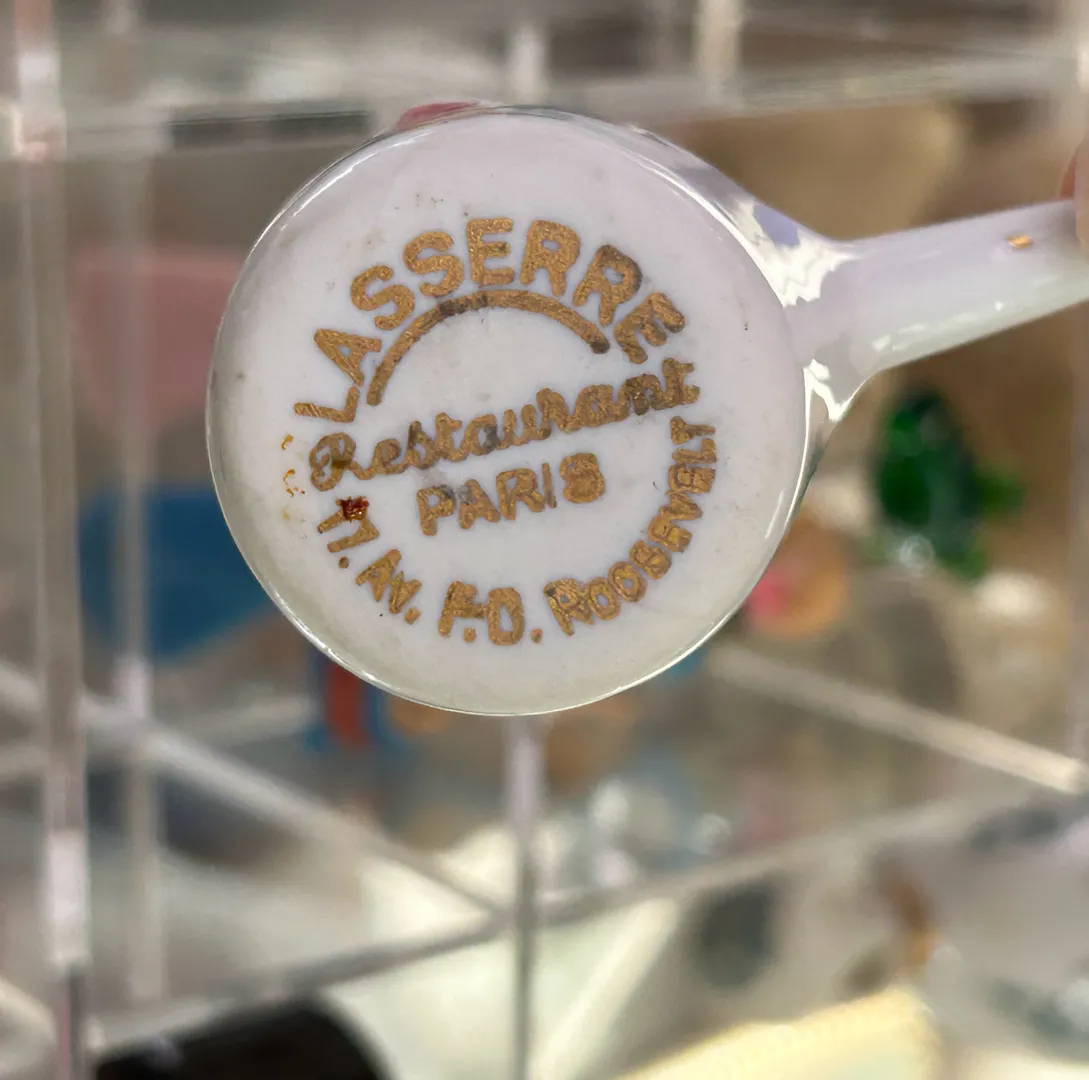 LASSERRE
Restaurant
PARIS
17. AV. F.D. ROOSEVELT